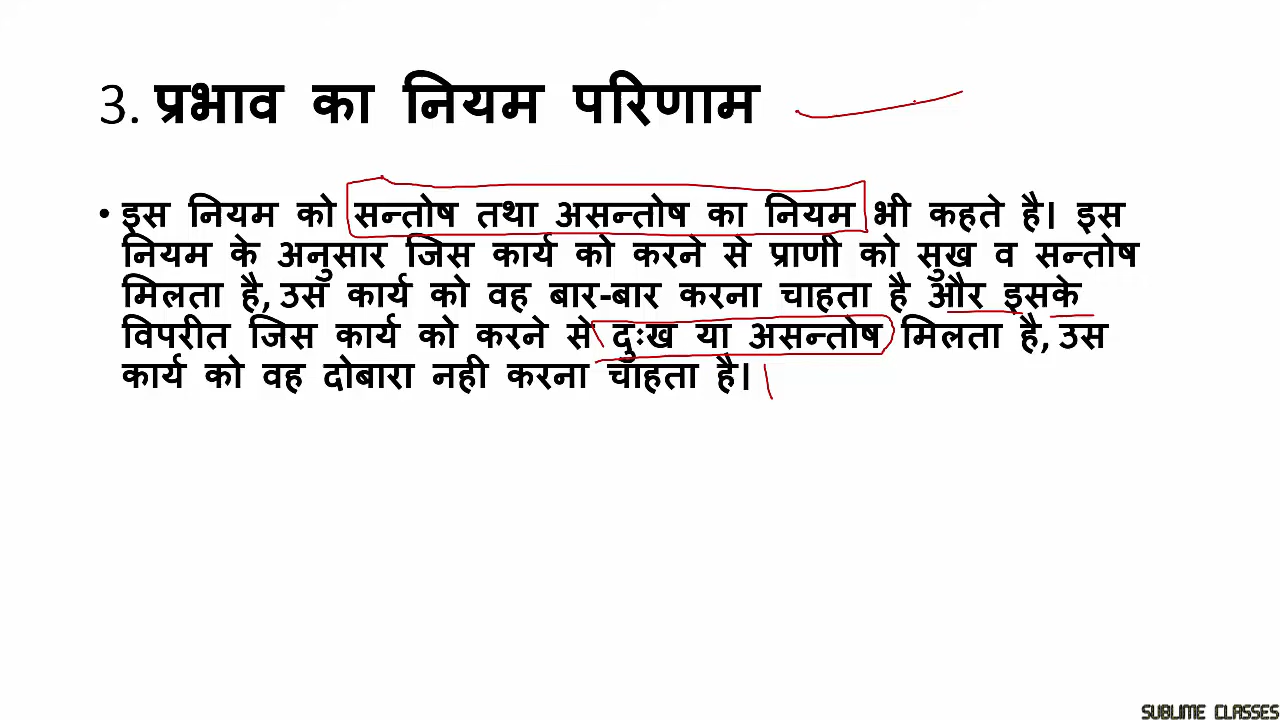 3. प्रभाव का नियम परिणाम
• इस नियम को सन्तोष तथा असन्तोष का नियम भी कहते है। इस
नियम के अनुसार जिस कार्य को करने से प्राणी को सुख व सन्तोष
मिलता है, उस कार्य को वह बार-बार करना चाहता है और इसके
विपरीत जिस कार्य को करने से दुःख या असन्तोष मिलता है, उस
कार्य को वह दोबारा नही करना चाहता है।
SUBLIME CLASSES